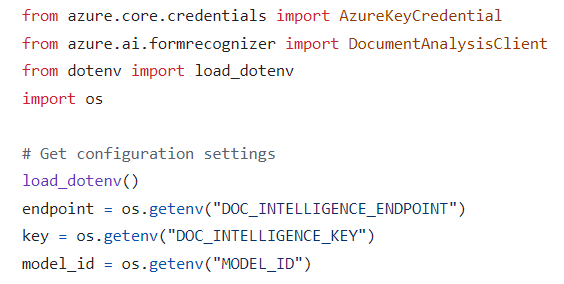 from azure.core.credentials import AzureKeyCredential
from azure.ai.formrecognizer import DocumentAnalysisClient
from dotenv import load_dotenv
import os
# Get configuration settings
load_dotenv()
endpoint = os.getenv("DOC_INTELLIGENCE_ENDPOINT")
key = os.getenv("DOC_INTELLIGENCE_KEY")
model_id = os.getenv("MODEL_ID")